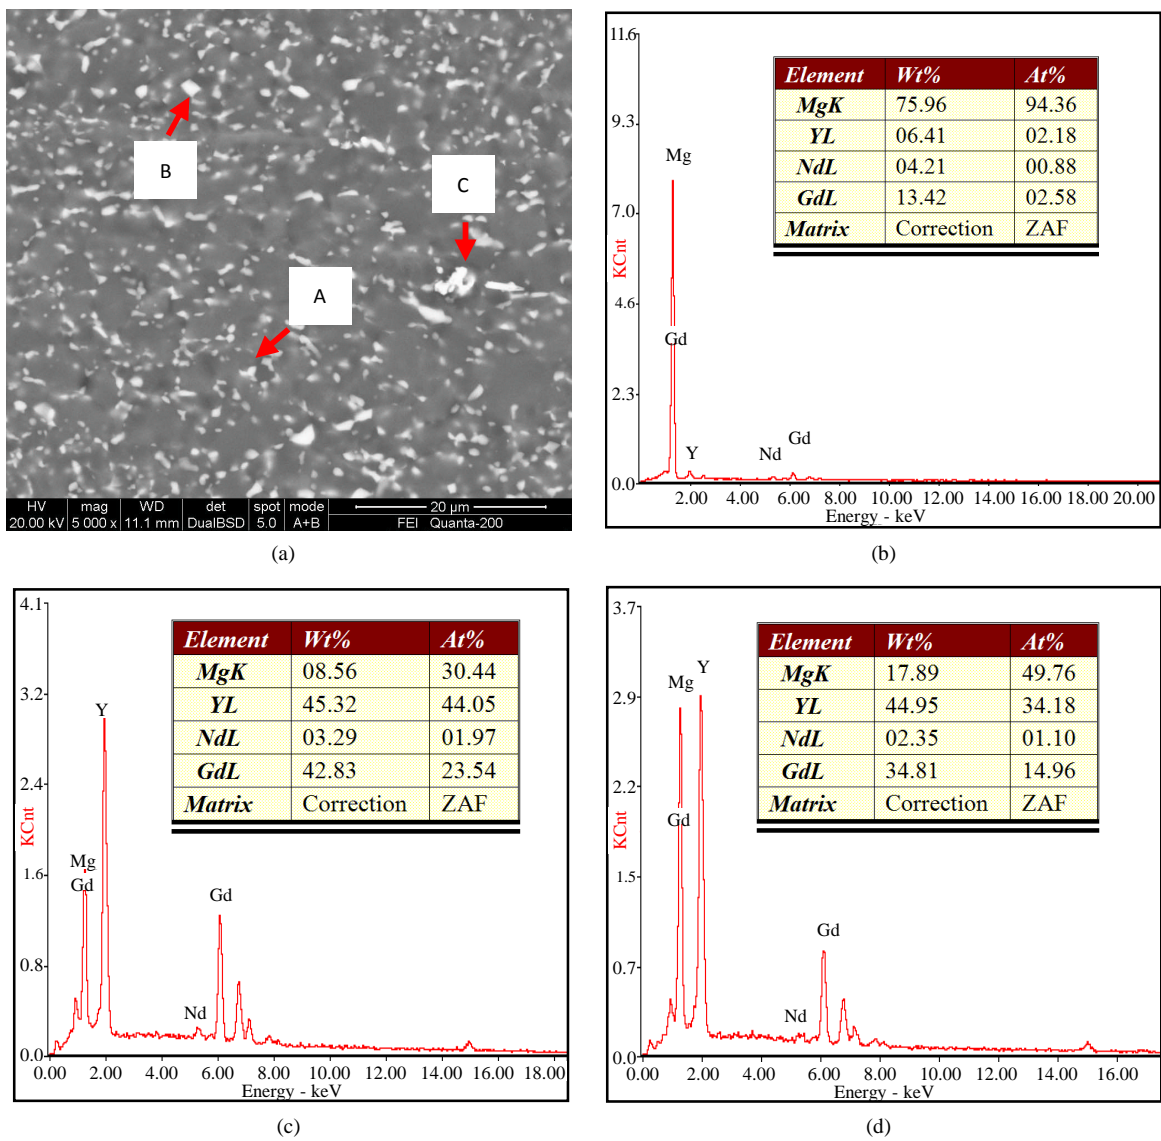 B
C
A
HV mag WD det spot mode 20 µm
20.00 kV 5 000 x 11.1 mm DualBSD 5.0 A+B FEI Quanta-200
(a)
11.6
9.3
7.0
4.6
2.3
0.0
KCnt
Element Wt% At%
MgK 75.96 94.36
YL 06.41 02.18
NdL 04.21 00.88
GdL 13.42 02.58
Matrix Correction ZAF
Mg
Gd
Y
Nd
Gd
2.00 4.00 6.00 8.00 10.00 12.00 14.00 16.00 18.00 20.00
Energy - keV
(b)
4.1
3.2
2.4
1.6
0.8
0.0
KCnt
Element Wt% At%
MgK 08.56 30.44
YL 45.32 44.05
NdL 03.29 01.97
GdL 42.83 23.54
Matrix Correction ZAF
Y
Mg
Gd
Gd
Nd
2.00 4.00 6.00 8.00 10.00 12.00 14.00 16.00 18.00
Energy - keV
(c)
3.7
2.9
2.2
1.5
0.7
0.0
KCnt
Element Wt% At%
MgK 17.89 49.76
YL 44.95 34.18
NdL 02.35 01.10
GdL 34.81 14.96
Matrix Correction ZAF
Y
Mg
Gd
Gd
Nd
0.00 2.00 4.00 6.00 8.00 10.00 12.00 14.00 16.00
Energy - keV
(d)